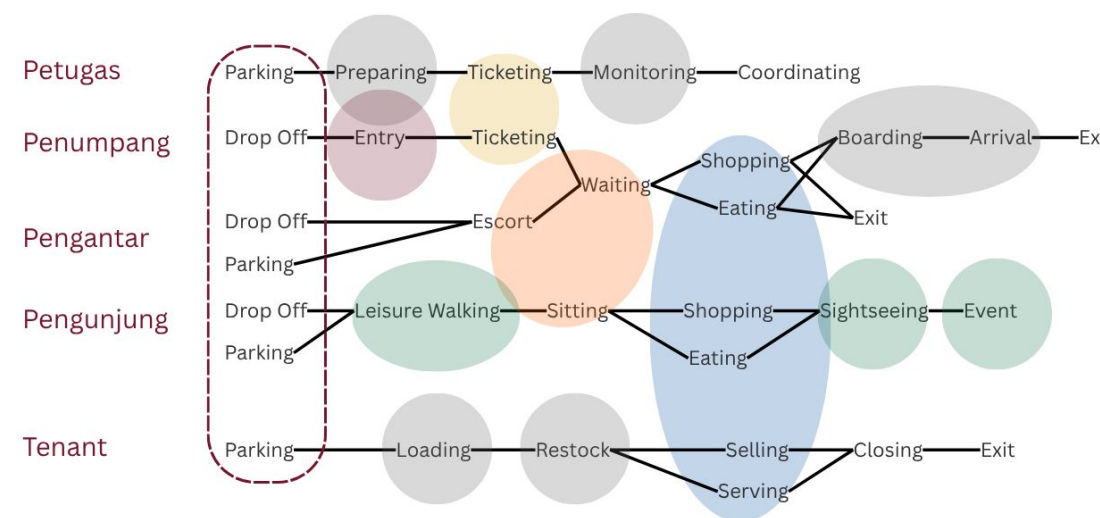 Petugas Parking Preparing Ticketing Monitoring Coordinating
Penumpang Drop Off Entry Ticketing Boarding Arrival Ex
Shopping
Waiting
Eating
Exit
Pengantar Drop Off Escort
Parking
Pengunjung Drop Off Leisure Walking Sitting Shopping Sightseeing Event
Parking Eating
Tenant Parking Loading Restock Selling Closing Exit
Serving